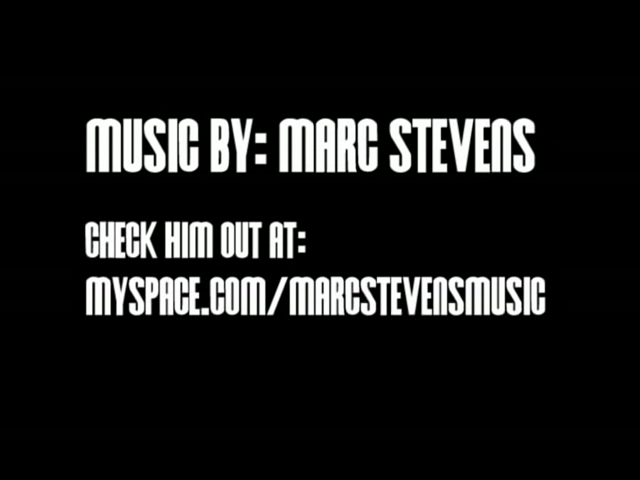 MUSIC BY: MARC STEVENS
CHECK HIM OUT AT:
MYSPACE.COM/MARCSTEVENSMUSIC